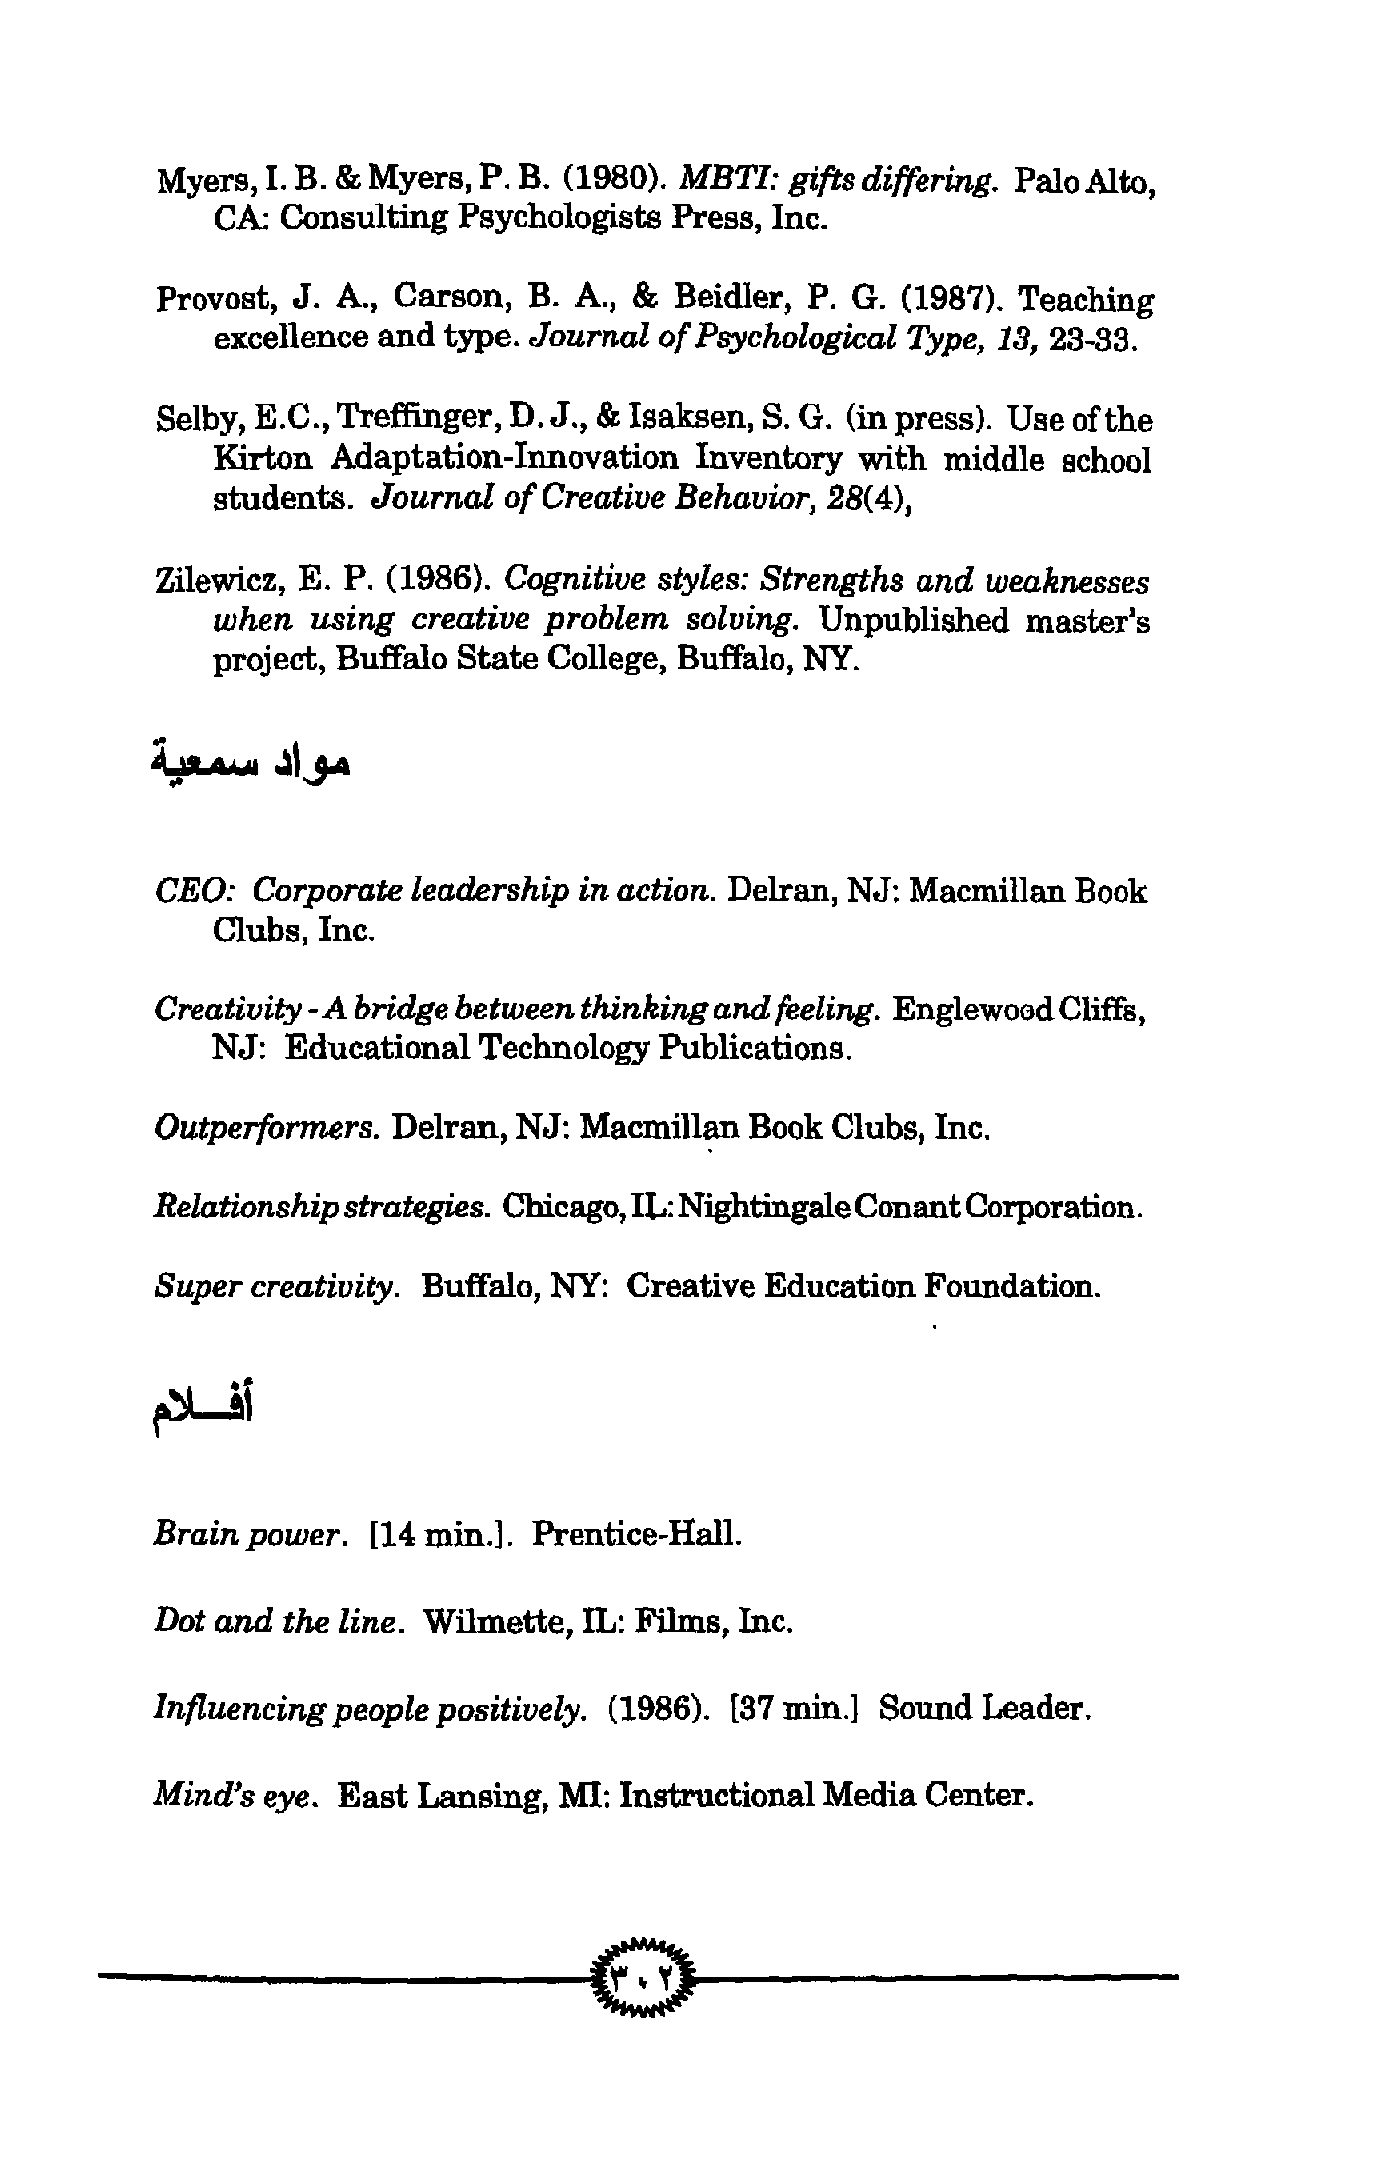 Myers, I. B. & Myers, P. B. (1980). MBTI: gifts differing. Palo Alto,
CA: Consulting Psychologists Press, Inc.
Provost, J. A., Carson, B. A., & Beidler, P. G. (1987). Teaching
excellence and type. Journal of Psychological Type, 13, 23-33.
Selby, E.C., Treffinger, D. J., & Isaksen, S. G. (in press). Use of the
Kirton Adaptation-Innovation Inventory with middle school
students. Journal of Creative Behavior, 28(4),
Zilewicz, E. P. (1986). Cognitive styles: Strengths and weaknesses
when using creative problem solving. Unpublished master's
project, Buffalo State College, Buffalo, NY.
مواد سمعية
CEO: Corporate leadership in action. Delran, NJ: Macmillan Book
Clubs, Inc.
Creativity - A bridge between thinking and feeling. Englewood Cliffs,
NJ: Educational Technology Publications.
Outperformers. Delran, NJ: Macmillan Book Clubs, Inc.
Relationship strategies. Chicago, IL: Nightingale Conant Corporation.
Super creativity. Buffalo, NY: Creative Education Foundation.
أفـلام
Brain power. [14 min.]. Prentice-Hall.
Dot and the line. Wilmette, IL: Films, Inc.
Influencing people positively. (1986). [37 min.] Sound Leader.
Mind's eye. East Lansing, MI: Instructional Media Center.
٣٠٢